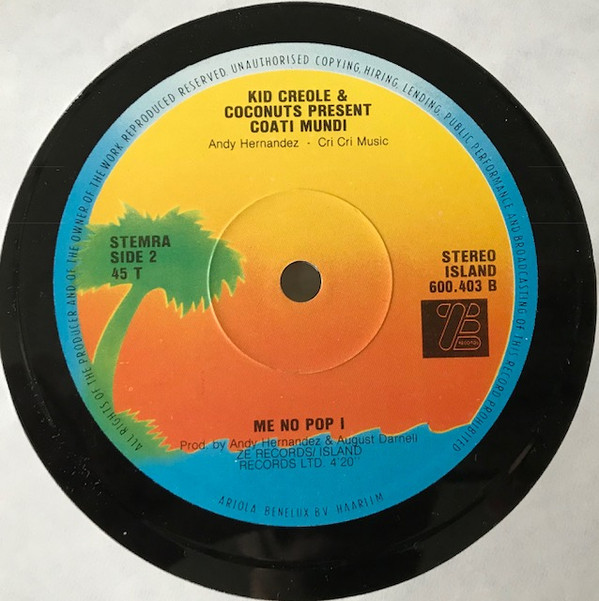 ALL RIGHTS OF THE PRODUCER AND OF THE OWNER OF THE WORK REPRODUCED RESERVED. UNAUTHORISED COPYING, HIRING, LENDING, PUBLIC PERFORMANCE AND BROADCASTING OF THIS RECORD PROHIBITED
KID CREOLE &
COCONUTS PRESENT
COATI MUNDI
Andy Hernandez · Cri Cri Music
STEMRA
SIDE 2
45 T
STEREO
ISLAND
600.403 B
ZE
RECORDS
ME NO POP I
Prod. by Andy Hernandez & August Darnell
ZE RECORDS/ISLAND
RECORDS LTD. 4'20"
ARIOLA BENELUX B.V. HAARLEM